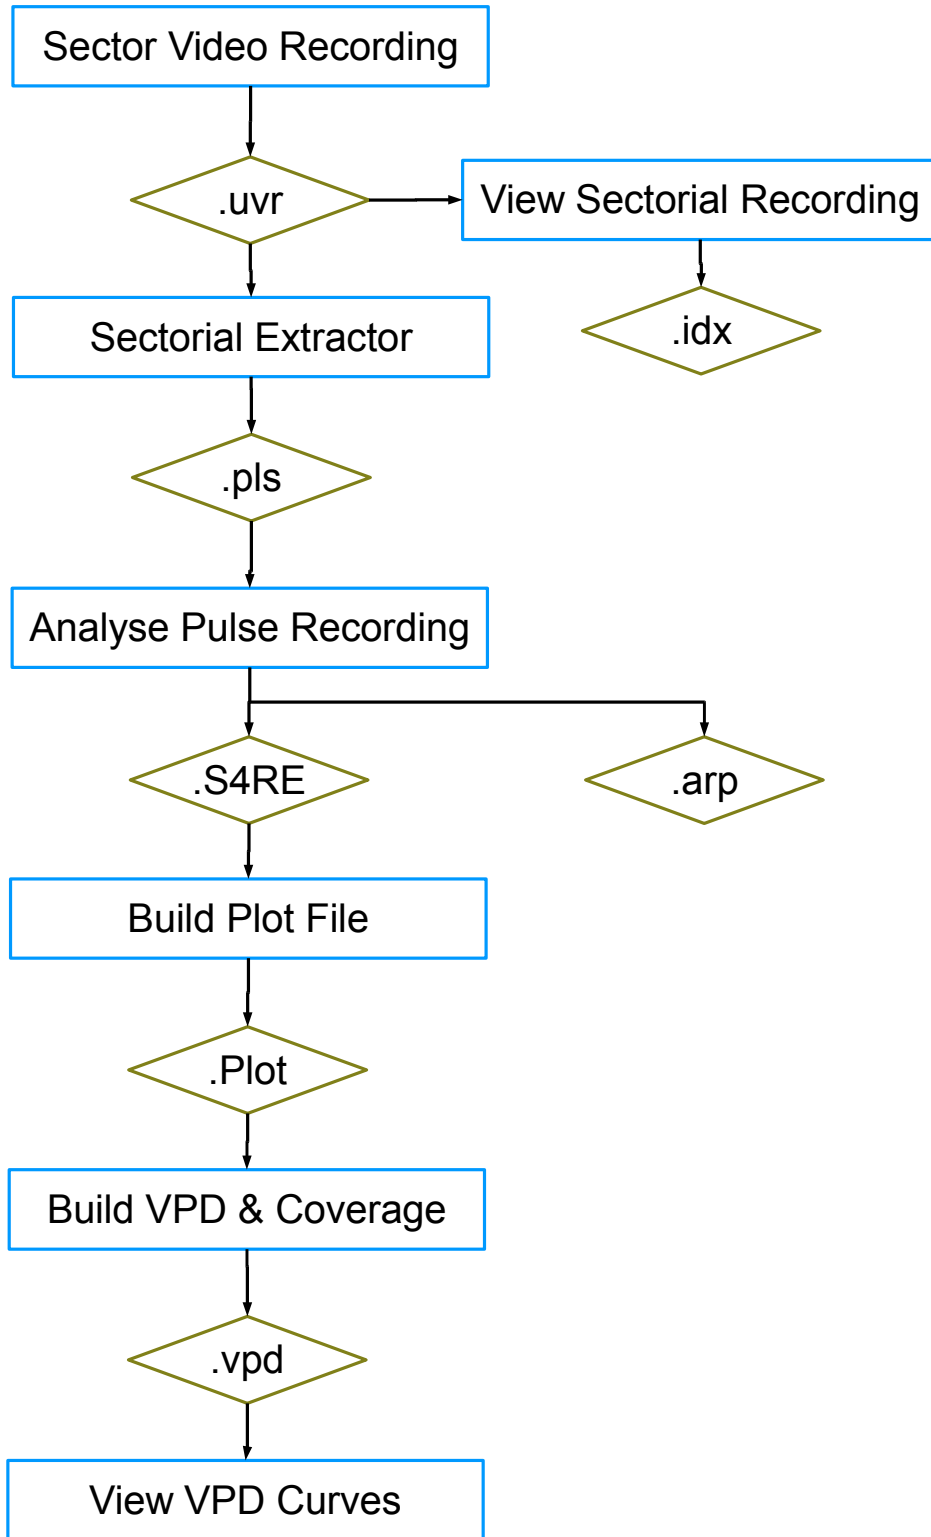 Sector Video Recording
.uvr
View Sectorial Recording
.idx
Sectorial Extractor
.pls
Analyse Pulse Recording
.S4RE
.arp
Build Plot File
.Plot
Build VPD & Coverage
.vpd
View VPD Curves